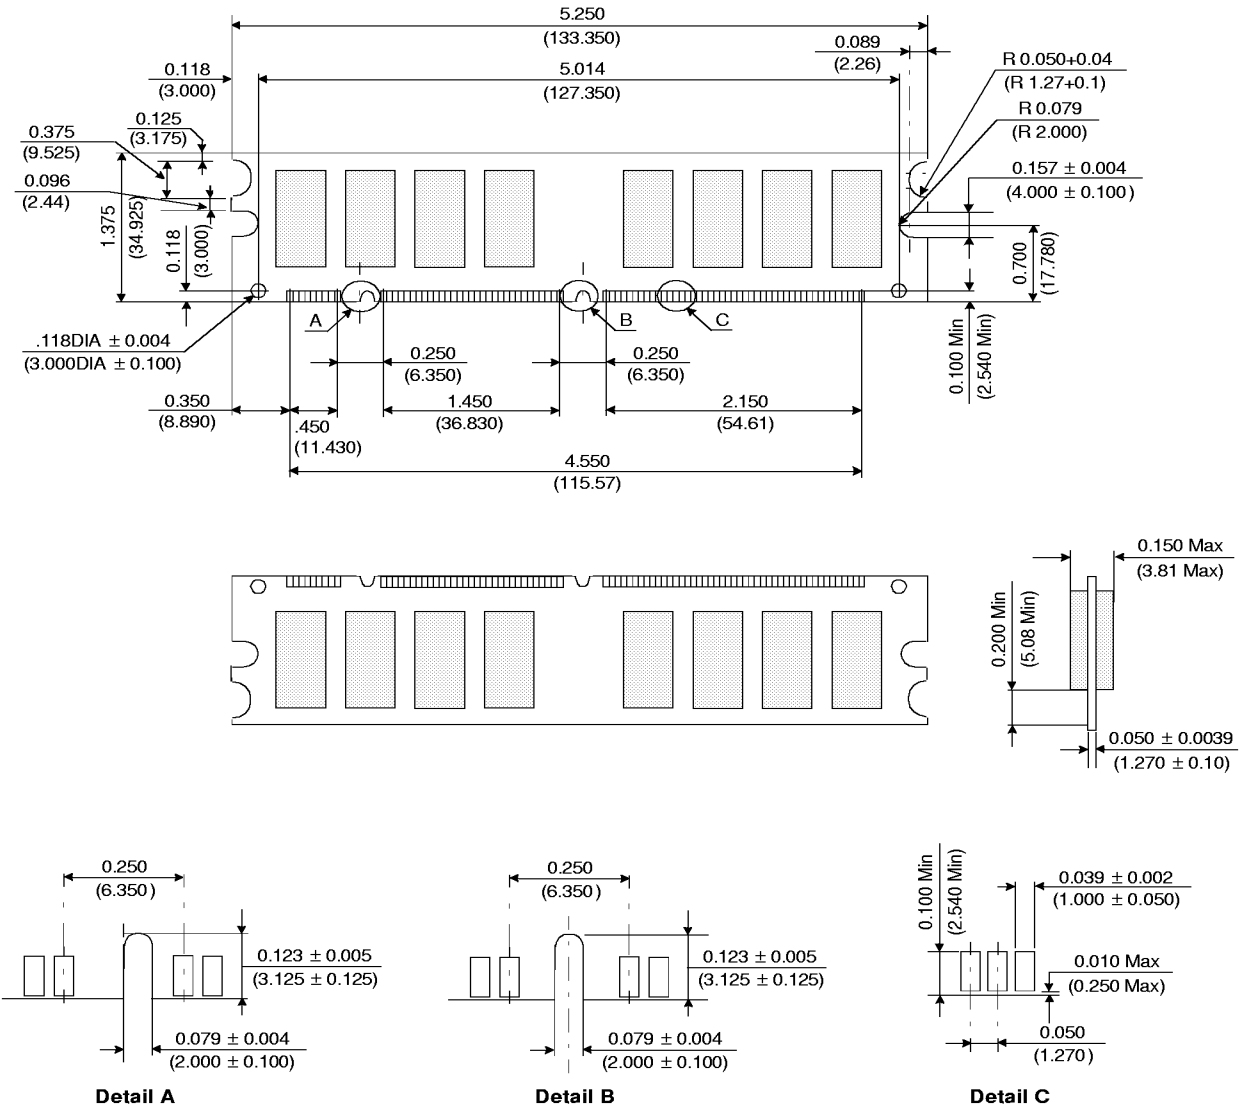 5.250
(133.350)
0.089
(2.26)
R 0.050+0.04
(R 1.27+0.1)
0.118
(3.000)
5.014
(127.350)
R 0.079
(R 2.000)
0.125
(3.175)
0.375
(9.525)
0.157 ± 0.004
(4.000 ± 0.100)
0.096
(2.44)
1.375
(34.925)
0.118
(3.000)
0.700
(17.780)
A
B
C
.118DIA ± 0.004
(3.000DIA ± 0.100)
0.250
(6.350)
0.250
(6.350)
0.100 Min
(2.540 Min)
0.350
(8.890)
.450
(11.430)
1.450
(36.830)
2.150
(54.61)
4.550
(115.57)
0.150 Max
(3.81 Max)
0.200 Min
(5.08 Min)
0.050 ± 0.0039
(1.270 ± 0.10)
0.250
(6.350)
0.123 ± 0.005
(3.125 ± 0.125)
0.079 ± 0.004
(2.000 ± 0.100)
Detail A
0.250
(6.350)
0.123 ± 0.005
(3.125 ± 0.125)
0.079 ± 0.004
(2.000 ± 0.100)
Detail B
0.100 Min
(2.540 Min)
0.039 ± 0.002
(1.000 ± 0.050)
0.010 Max
(0.250 Max)
0.050
(1.270)
Detail C